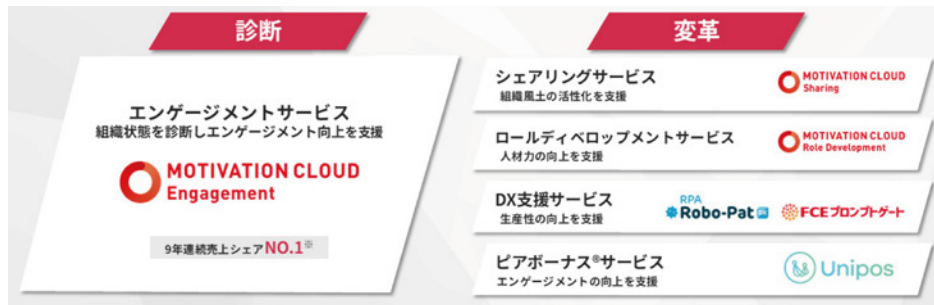 診断
エンゲージメントサービス
組織状態を診断しエンゲージメント向上を支援
MOTIVATION CLOUD
Engagement
9年連続売上シェアNO.1※
変革
シェアリングサービス
組織風土の活性化を支援
MOTIVATION CLOUD
Sharing
ロールディベロップメントサービス
人材力の向上を支援
MOTIVATION CLOUD
Role Development
DX支援サービス
生産性の向上を支援
RPA
Robo-Pat DX
FCEプロンプトゲート
ピアボーナス®サービス
エンゲージメントの向上を支援
Unipos